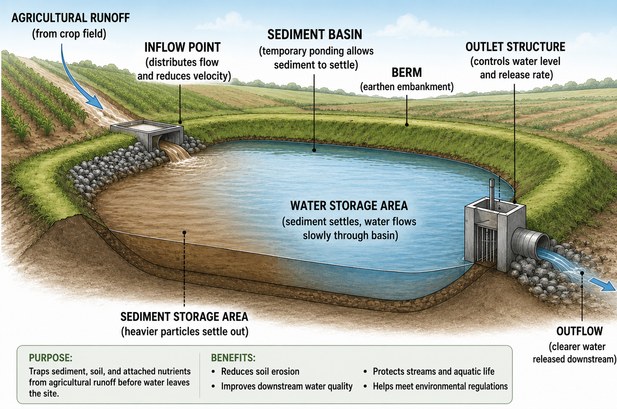 AGRICULTURAL RUNOFF
(from crop field)
INFLOW POINT
(distributes flow
and reduces velocity)
SEDIMENT BASIN
(temporary ponding allows
sediment to settle)
BERM
(earthen embankment)
OUTLET STRUCTURE
(controls water level
and release rate)
WATER STORAGE AREA
(sediment settles, water flows
slowly through basin)
SEDIMENT STORAGE AREA
(heavier particles settle out)
OUTFLOW
(clearer water
released downstream)
PURPOSE:
Traps sediment, soil, and attached nutrients
from agricultural runoff before water leaves
the site.
BENEFITS:
• Reduces soil erosion
• Improves downstream water quality
• Protects streams and aquatic life
• Helps meet environmental regulations